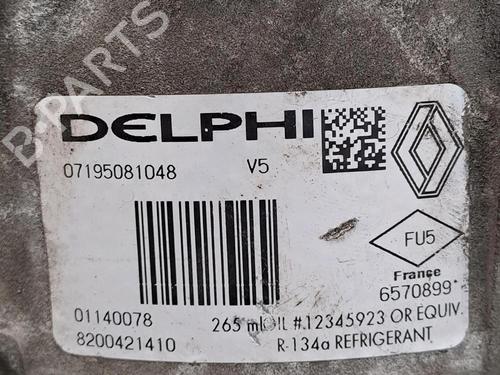 B-PARTS
DELPHI
07195081048 V5
FU5
France
6570899*
01140078 265 ml OIL #.12345923 OR EQUIV.
8200421410 R-134a REFRIGERANT